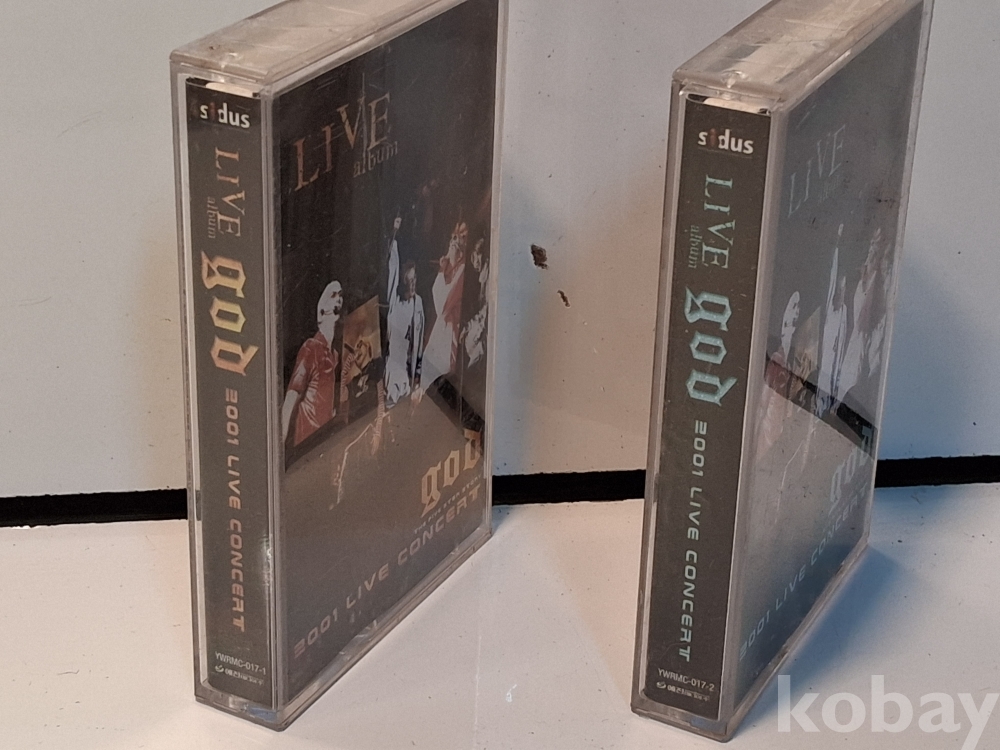 sidus
LIVE
album
god
2001 LIVE CONCERT
YWRMC-017-1
LIVE
album
god
2001 LIVE CONCERT
sidus
LIVE
album
god
2001 LIVE CONCERT
YWRMC-017-2
LIVE
god
2001 LIVE CONCERT
kobay